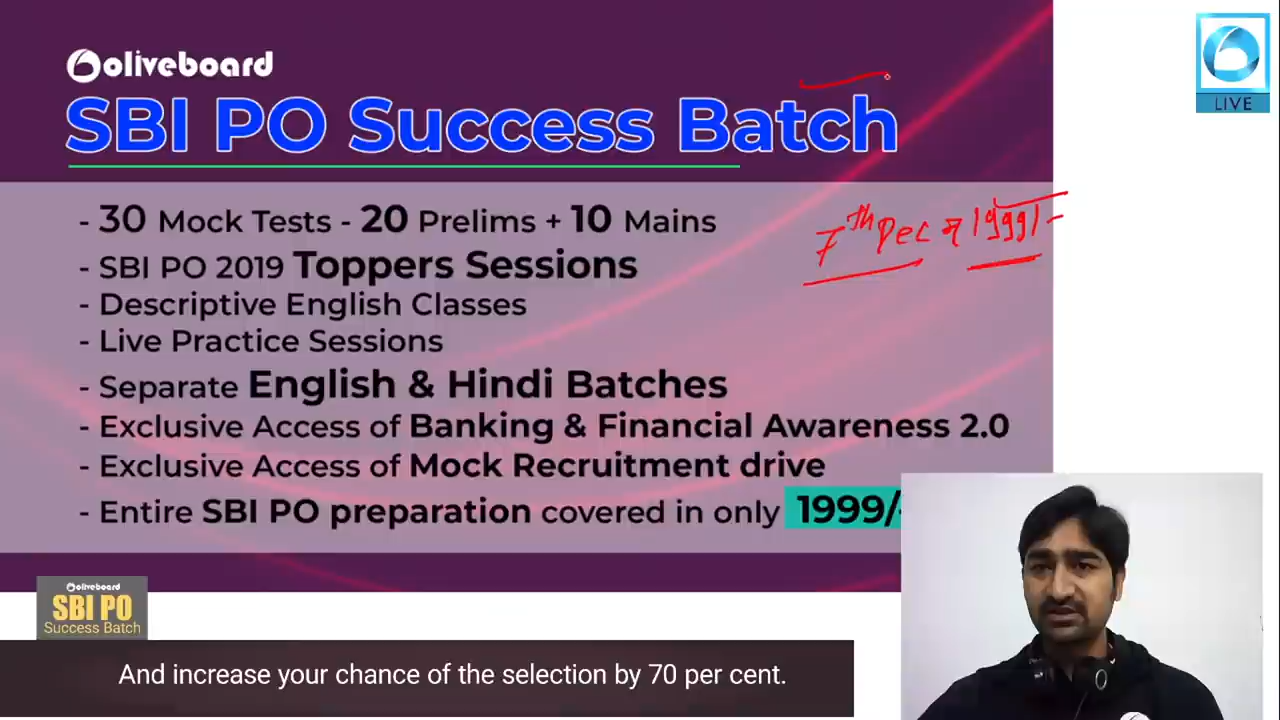 oliveboard
SBI PO Success Batch
- 30 Mock Tests - 20 Prelims + 10 Mains
- SBI PO 2019 Toppers Sessions
- Descriptive English Classes
- Live Practice Sessions
- Separate English & Hindi Batches
- Exclusive Access of Banking & Financial Awareness 2.0
- Exclusive Access of Mock Recruitment drive
- Entire SBI PO preparation covered in only 1999/-
7th Dec
1999/-
LIVE
oliveboard
SBI PO
Success Batch
And increase your chance of the selection by 70 per cent.